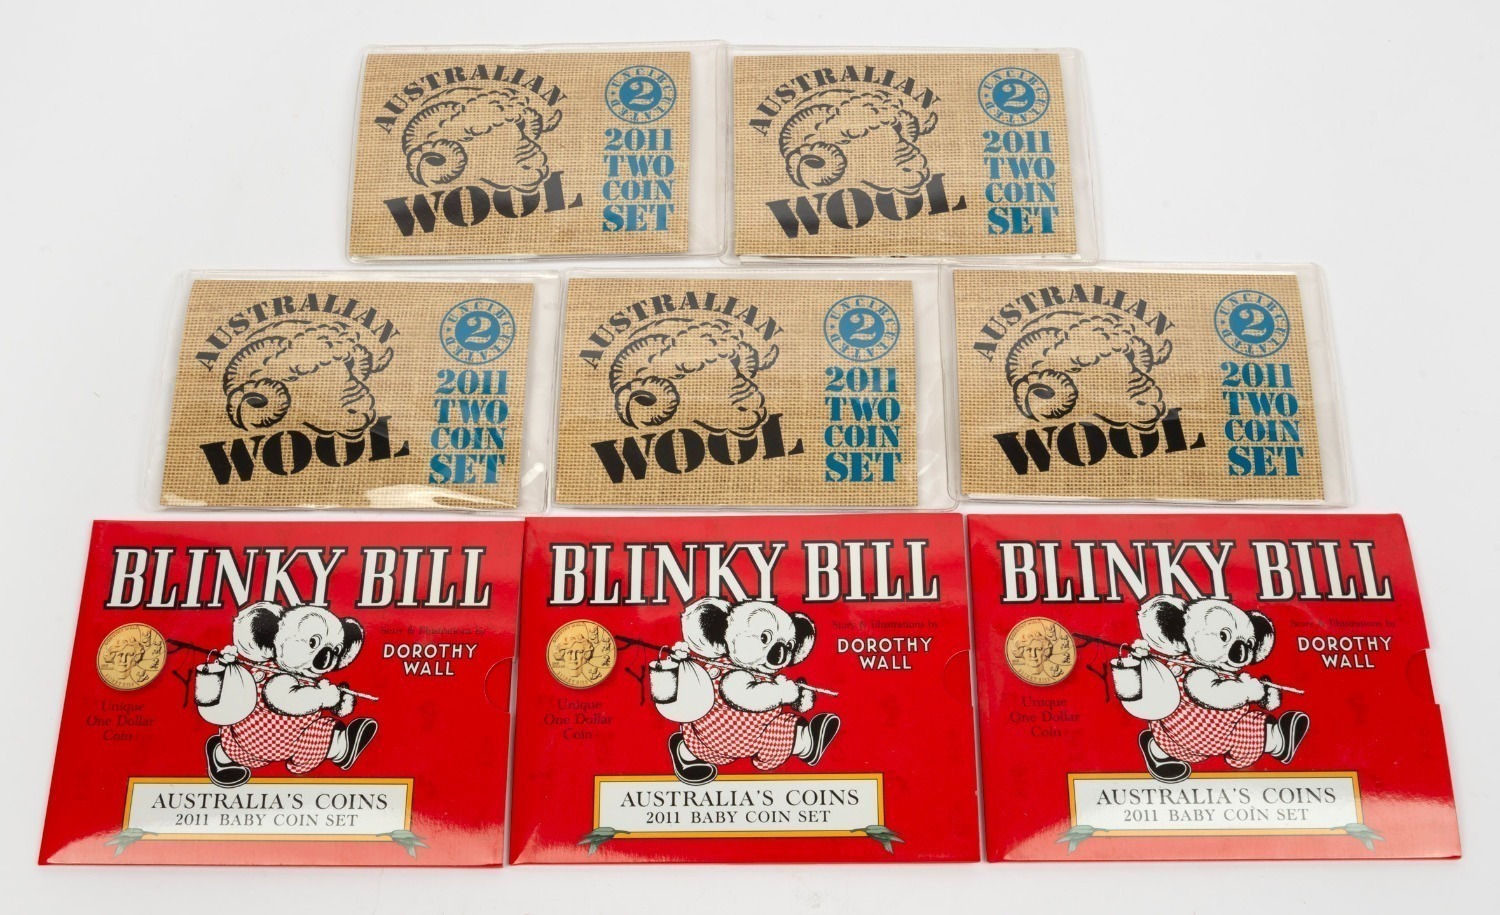 AUSTRALIAN
WOOL
UNCIRCULATED
2
2011
TWO
COIN
SET
AUSTRALIAN
WOOL
UNCIRCULATED
2
2011
TWO
COIN
SET
AUSTRALIAN
WOOL
UNCIRCULATED
2
2011
TWO
COIN
SET
AUSTRALIAN
WOOL
UNCIRCULATED
2
2011
TWO
COIN
SET
AUSTRALIAN
WOOL
UNCIRCULATED
2
2011
TWO
COIN
SET
BLINKY BILL
Story & Illustrations by
DOROTHY
WALL
Unique
One Dollar
Coin
AUSTRALIA'S COINS
2011 BABY COIN SET
BLINKY BILL
Story & Illustrations by
DOROTHY
WALL
Unique
One Dollar
Coin
AUSTRALIA'S COINS
2011 BABY COIN SET
BLINKY BILL
Story & Illustrations by
DOROTHY
WALL
Unique
One Dollar
Coin
AUSTRALIA'S COINS
2011 BABY COIN SET